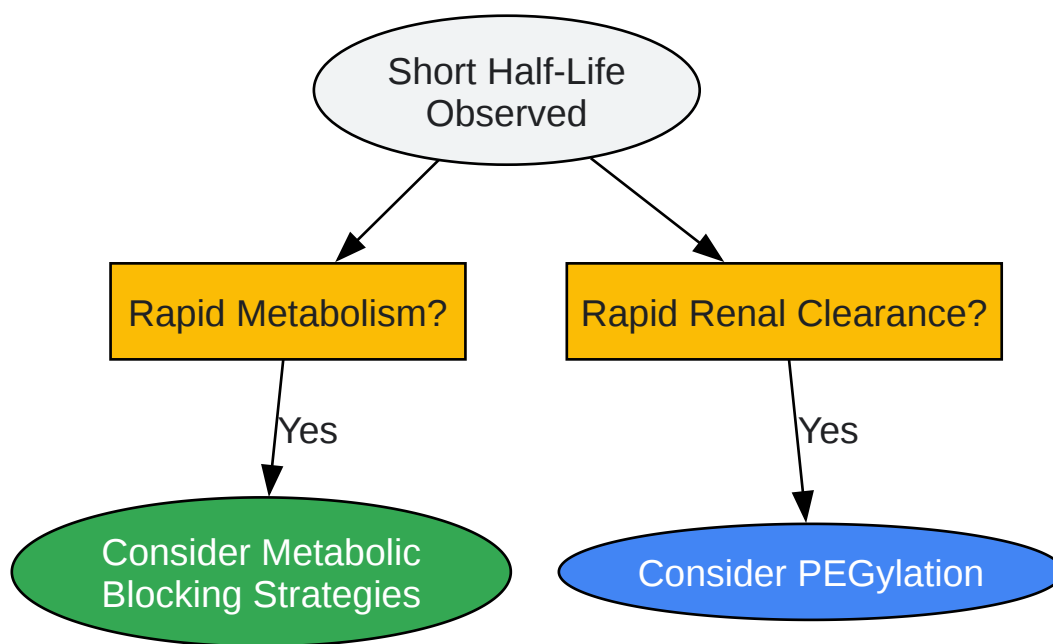 Short Half-Life
Observed
Rapid Metabolism?
Rapid Renal Clearance?
Yes
Yes
Consider Metabolic
Blocking Strategies
Consider PEGylation